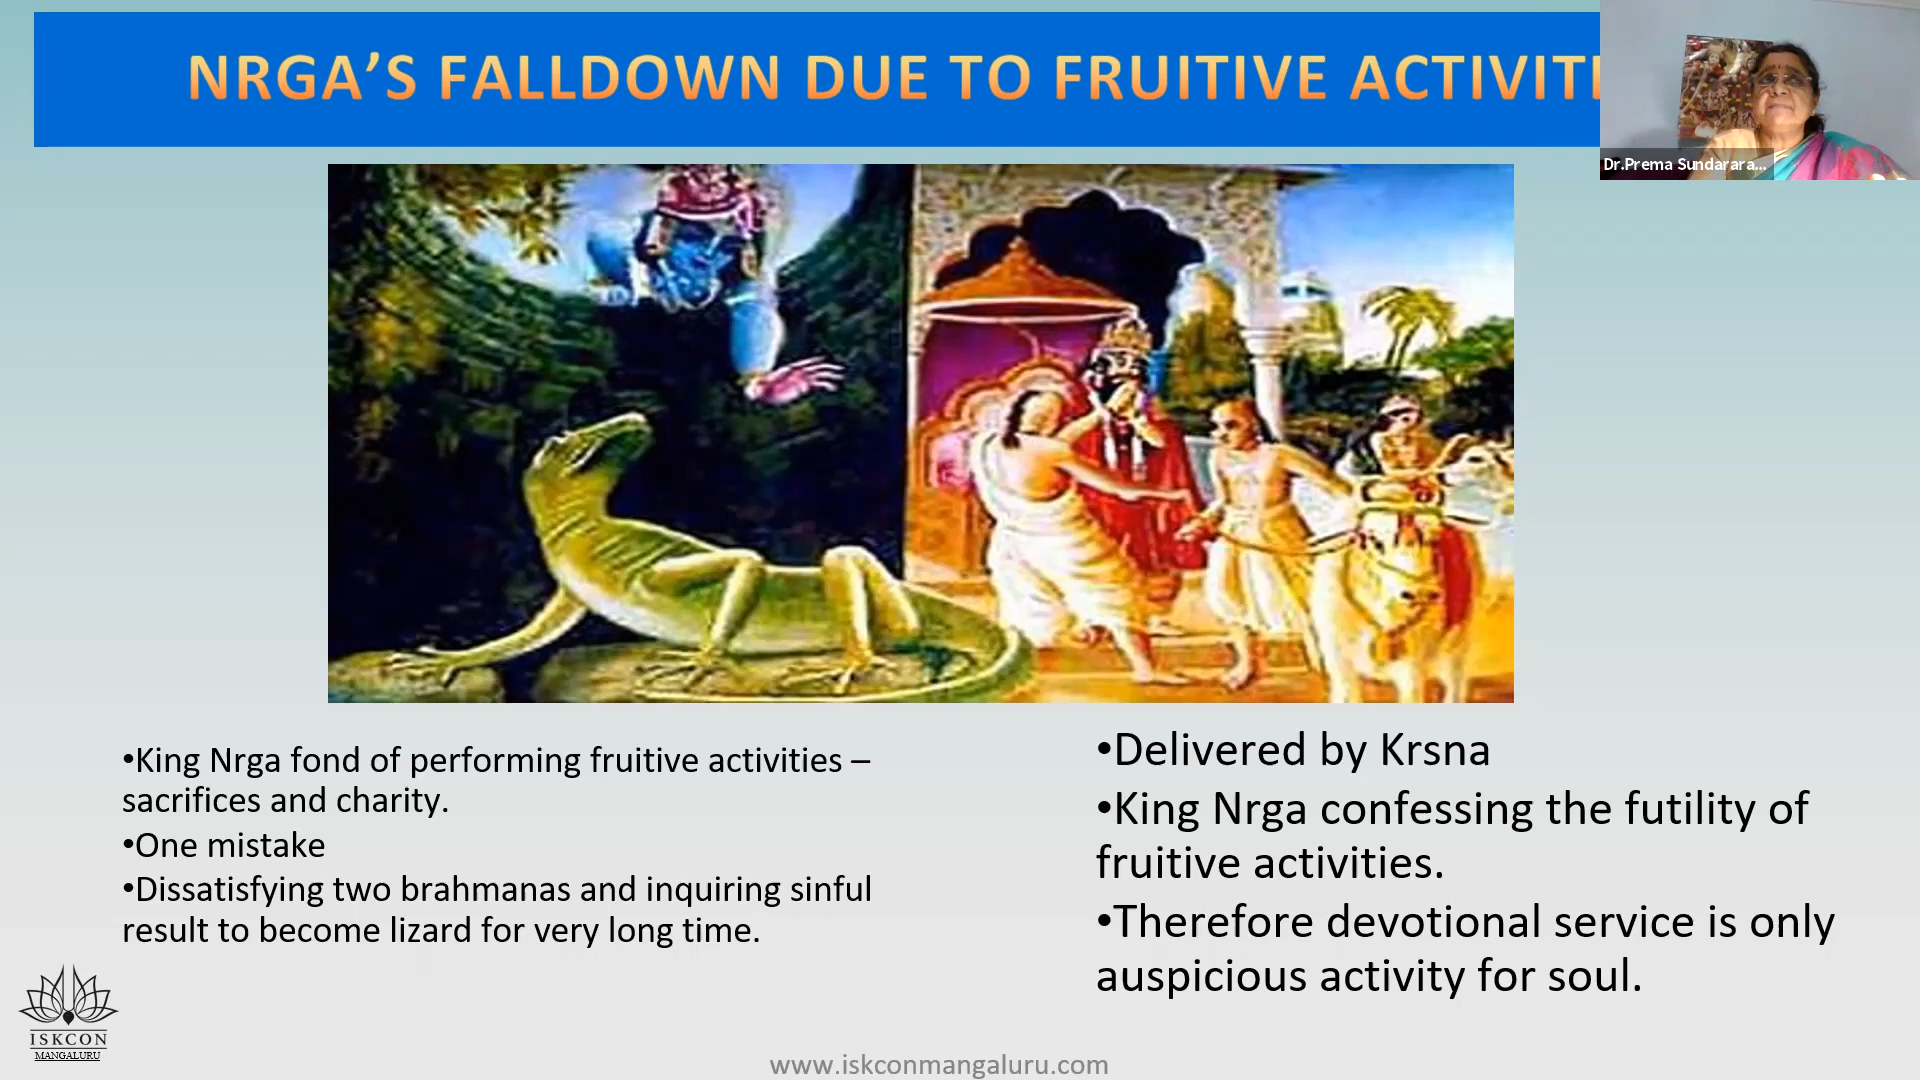 NRGA’S FALLDOWN DUE TO FRUITIVE ACTIVITI
Dr.Prema Sundarara...
•King Nrga fond of performing fruitive activities –
sacrifices and charity.
•One mistake
•Dissatisfying two brahmanas and inquiring sinful
result to become lizard for very long time.
•Delivered by Krsna
•King Nrga confessing the futility of
fruitive activities.
•Therefore devotional service is only
auspicious activity for soul.
ISKCON
MANGALURU
www.iskconmangaluru.com